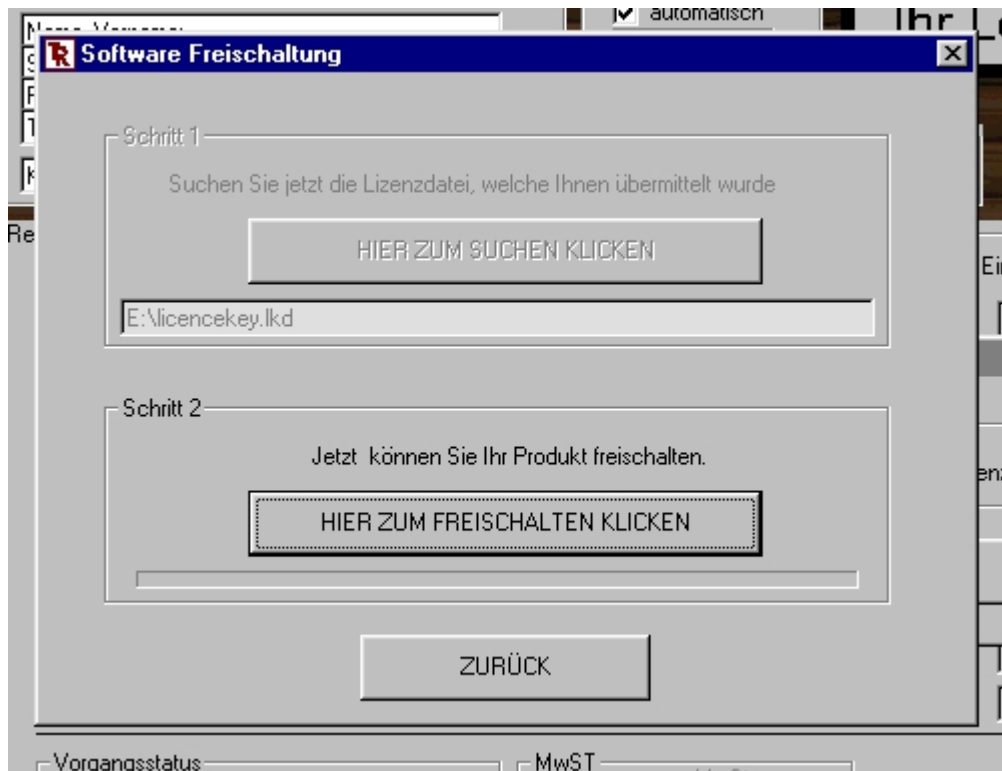 automatisch
Software Freischaltung
Schritt 1
Suchen Sie jetzt die Lizenzdatei, welche Ihnen übermittelt wurde
HIER ZUM SUCHEN KLICKEN
E:\licencekey.lkd
Schritt 2
Jetzt können Sie Ihr Produkt freischalten.
HIER ZUM FREISCHALTEN KLICKEN
ZURÜCK
Vorgangsstatus
MwST